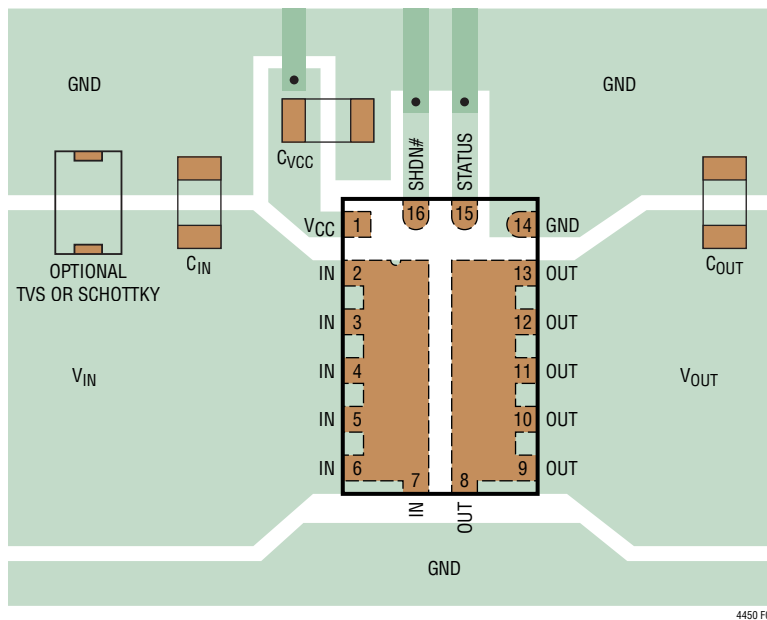 GND
GND
CVCC
SHDN#
STATUS
VCC
1
16
15
14
GND
OPTIONAL
TVS OR SCHOTTKY
CIN
COUT
IN
2
13
OUT
IN
3
12
OUT
IN
4
11
OUT
IN
5
10
OUT
IN
6
9
OUT
7
8
IN
OUT
VIN
VOUT
GND
4450